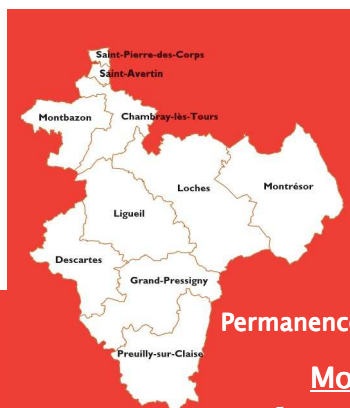 Saint-Pierre-des-Corps
Saint-Avertin
Montbazon
Chambray-lès-Tours
Loches
Montrésor
Ligueil
Descartes
Grand-Pressigny
Permanenc
Preuilly-sur-Claise
Mo